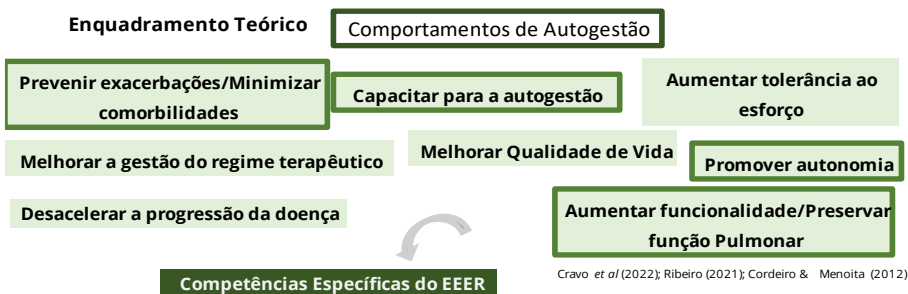 Enquadramento Teórico
Comportamentos de Autogestão
Prevenir exacerbações/Minimizar
comorbilidades
Capacitar para a autogestão
Aumentar tolerância ao
esforço
Melhorar a gestão do regime terapêutico
Melhorar Qualidade de Vida
Promover autonomia
Desacelerar a progressão da doença
Aumentar funcionalidade/Preservar
função Pulmonar
Competências Específicas do EEER
Cravo et al (2022); Ribeiro (2021); Cordeiro & Menoita (2012)